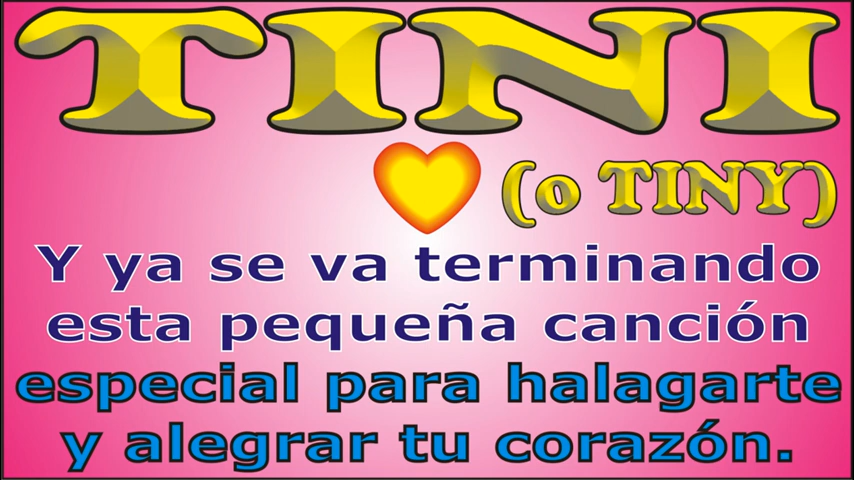 TINI
(o TINY)
Y ya se va terminando
esta pequeña canción
especial para halagarte
y alegrar tu corazón.